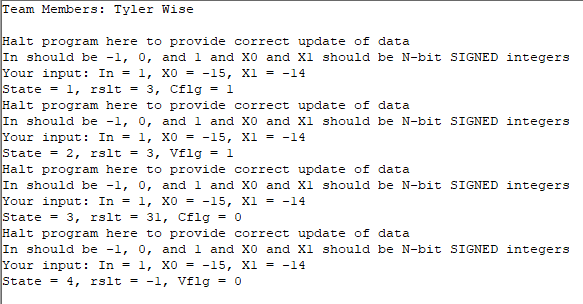 Team Members: Tyler Wise
Halt program here to provide correct update of data
In should be -1, 0, and 1 and X0 and X1 should be N-bit SIGNED integers
Your input: In = 1, X0 = -15, X1 = -14
State = 1, rslt = 3, Cflg = 1
Halt program here to provide correct update of data
In should be -1, 0, and 1 and X0 and X1 should be N-bit SIGNED integers
Your input: In = 1, X0 = -15, X1 = -14
State = 2, rslt = 3, Vflg = 1
Halt program here to provide correct update of data
In should be -1, 0, and 1 and X0 and X1 should be N-bit SIGNED integers
Your input: In = 1, X0 = -15, X1 = -14
State = 3, rslt = 31, Cflg = 0
Halt program here to provide correct update of data
In should be -1, 0, and 1 and X0 and X1 should be N-bit SIGNED integers
Your input: In = 1, X0 = -15, X1 = -14
State = 4, rslt = -1, Vflg = 0